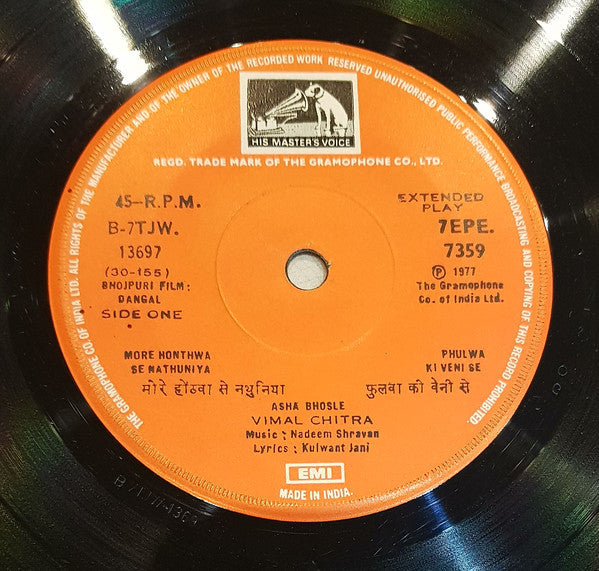 THE GRAMOPHONE CO. OF INDIA LTD. ALL RIGHTS OF THE MANUFACTURER AND OF THE OWNER OF THE RECORDED WORK RESERVED UNAUTHORISED PUBLIC PERFORMANCE BROADCASTING AND COPYING OF THIS RECORD PROHIBITED
HIS MASTER'S VOICE
REGD. TRADE MARK OF THE GRAMOPHONE CO., LTD.
45-R.P.M.
B-7TJW.
13697
(30-155)
BHOJPURI FILM:
DANGAL
SIDE ONE
EXTENDED
PLAY
7EPE.
7359
℗ 1977
The Gramophone
Co. of India Ltd.
MORE HONTHWA
SE NATHUNIYA
मोरे होंठवा से नथुनिया
PHULWA
KI VENI SE
फुलवा की वेनी से
ASHA BHOSLE
VIMAL CHITRA
Music : Nadeem Shravan
Lyrics : Kulwant Jani
EMI
MADE IN INDIA.